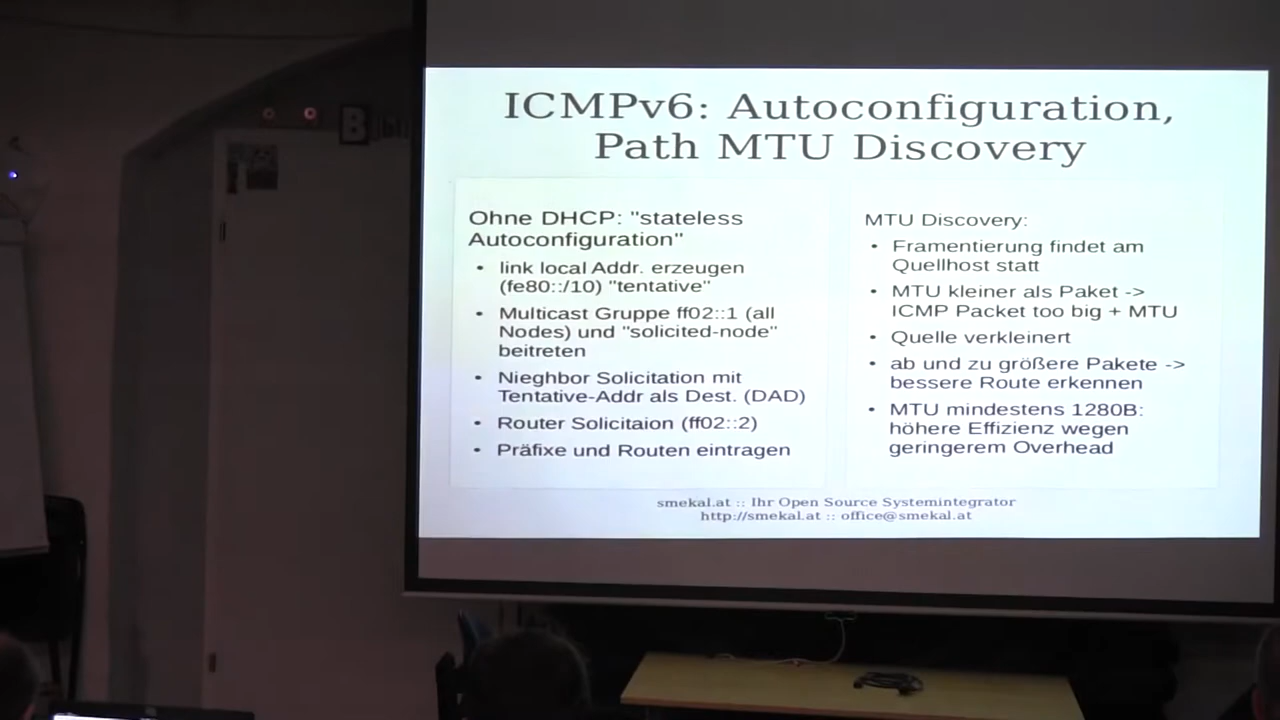 ICMPv6: Autoconfiguration,
Path MTU Discovery
Ohne DHCP: "stateless
Autoconfiguration"
• link local Addr. erzeugen
(fe80::/10) "tentative"
• Multicast Gruppe ff02::1 (all
Nodes) und "solicited-node"
beitreten
• Nieghbor Solicitation mit
Tentative-Addr als Dest. (DAD)
• Router Solicitaion (ff02::2)
• Präfixe und Routen eintragen
MTU Discovery:
• Framentierung findet am
Quellhost statt
• MTU kleiner als Paket ->
ICMP Packet too big + MTU
• Quelle verkleinert
• ab und zu größere Pakete ->
bessere Route erkennen
• MTU mindestens 1280B:
höhere Effizienz wegen
geringerem Overhead
smekal.at :: Ihr Open Source Systemintegrator
http://smekal.at :: office@smekal.at
B